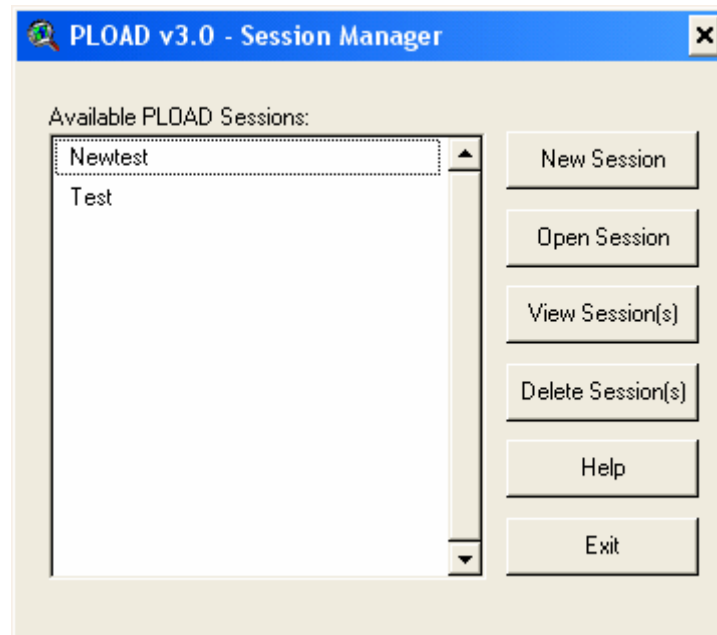 PLOAD v3.0 - Session Manager
Available PLOAD Sessions:
Newtest
Test
New Session
Open Session
View Session(s)
Delete Session(s)
Help
Exit